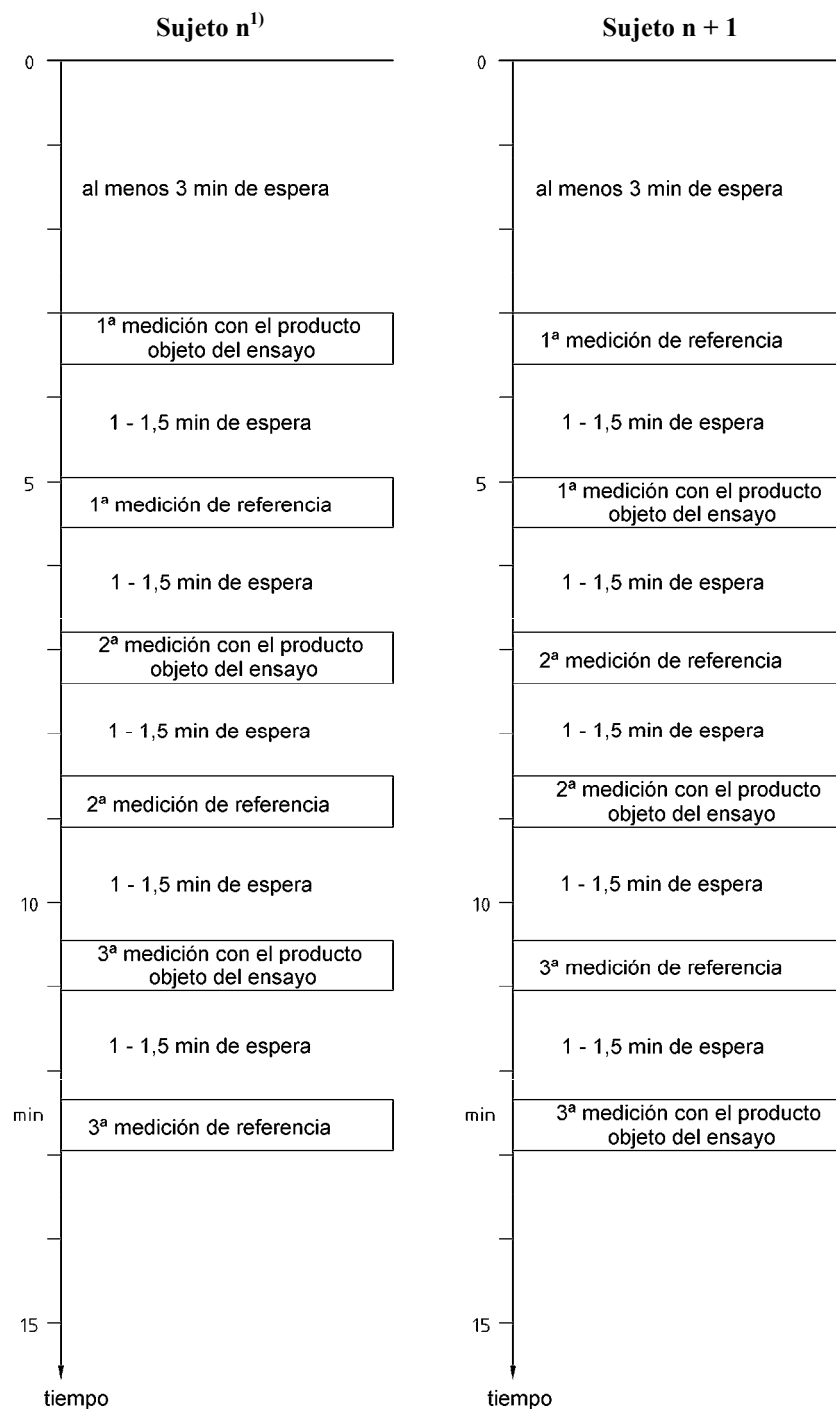 Sujeto n1)
0
al menos 3 min de espera
1ª medición con el producto
objeto del ensayo
1 - 1,5 min de espera
5
1ª medición de referencia
1 - 1,5 min de espera
2ª medición con el producto
objeto del ensayo
1 - 1,5 min de espera
2ª medición de referencia
1 - 1,5 min de espera
10
3ª medición con el producto
objeto del ensayo
1 - 1,5 min de espera
min
3ª medición de referencia
15
tiempo
Sujeto n + 1
0
al menos 3 min de espera
1ª medición de referencia
1 - 1,5 min de espera
5
1ª medición con el producto
objeto del ensayo
1 - 1,5 min de espera
2ª medición de referencia
1 - 1,5 min de espera
2ª medición con el producto
objeto del ensayo
1 - 1,5 min de espera
10
3ª medición de referencia
1 - 1,5 min de espera
min
3ª medición con el producto
objeto del ensayo
15
tiempo